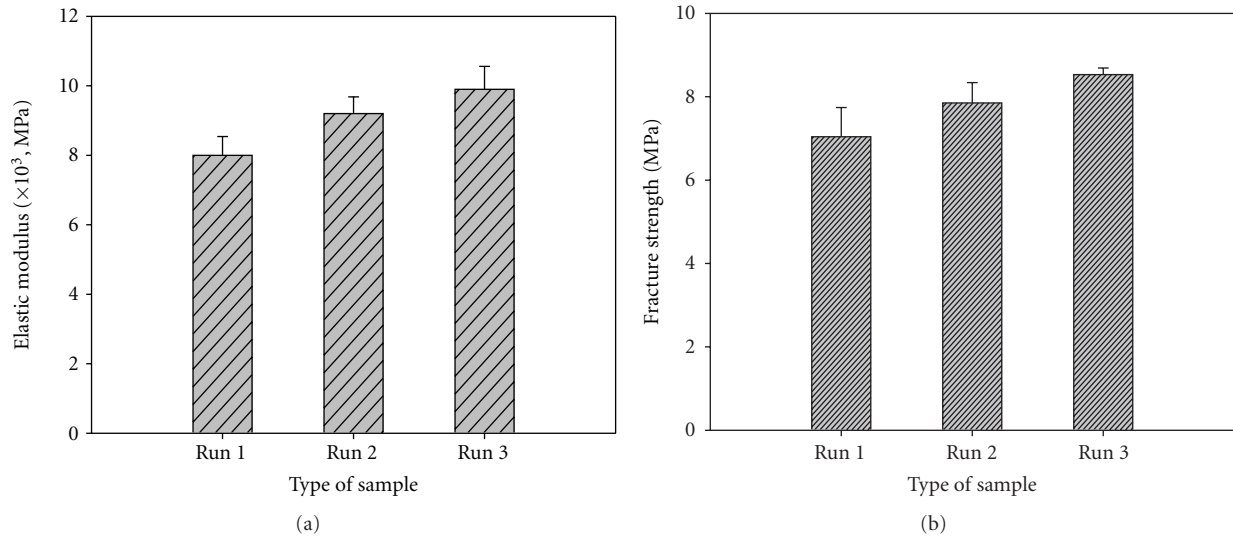 12
10
8
6
4
2
0
Elastic modulus (×10³, MPa)
Run 1 Run 2 Run 3
Type of sample
(a)
10
8
6
4
2
0
Fracture strength (MPa)
Run 1 Run 2 Run 3
Type of sample
(b)